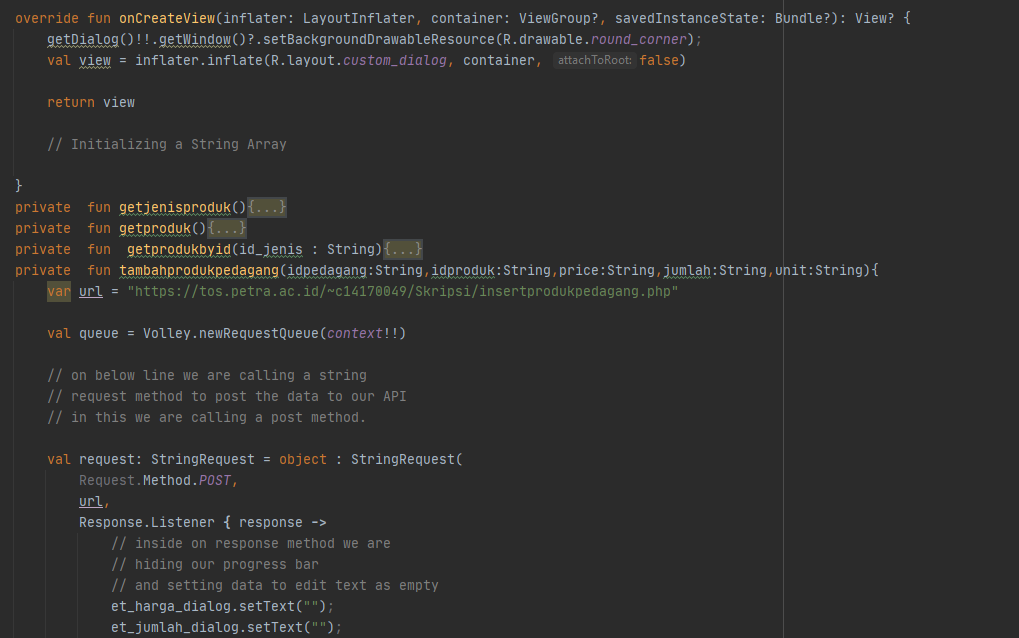 override fun onCreateView(inflater: LayoutInflater, container: ViewGroup?, savedInstanceState: Bundle?): View? {
getDialog()!!.getWindow()?.setBackgroundDrawableResource(R.drawable.round_corner);
val view = inflater.inflate(R.layout.custom_dialog, container, attachToRoot: false)
return view
// Initializing a String Array
}
private fun getjenisproduk(){...}
private fun getproduk(){...}
private fun getprodukbyid(id_jenis : String){...}
private fun tambahprodukpedagang(idpedagang:String,idproduk:String,price:String,jumlah:String,unit:String){
var url = "https://tos.petra.ac.id/~c14170049/Skripsi/insertprodukpedagang.php"
val queue = Volley.newRequestQueue(context!!)
// on below line we are calling a string
// request method to post the data to our API
// in this we are calling a post method.
val request: StringRequest = object : StringRequest(
Request.Method.POST,
url,
Response.Listener { response ->
// inside on response method we are
// hiding our progress bar
// and setting data to edit text as empty
et_harga_dialog.setText("");
et_jumlah_dialog.setText("");